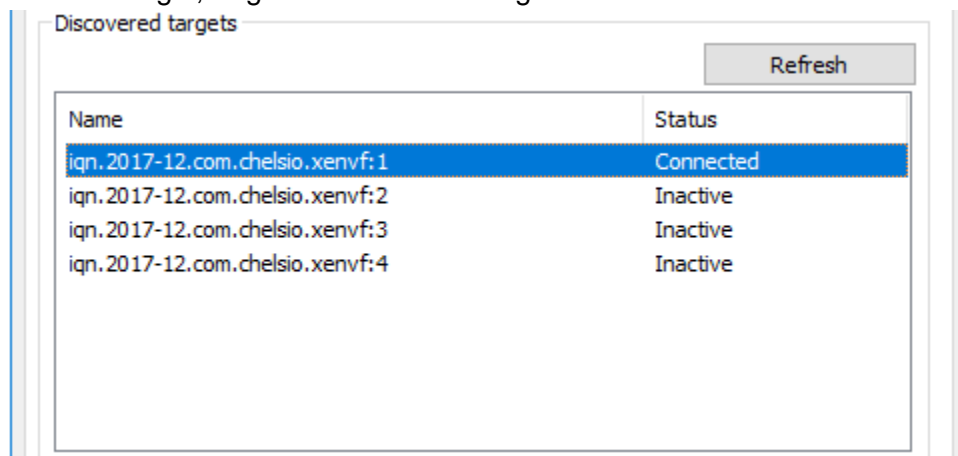 Discovered targets
Refresh
Name Status
iqn.2017-12.com.chelsio.xenvf:1 Connected
iqn.2017-12.com.chelsio.xenvf:2 Inactive
iqn.2017-12.com.chelsio.xenvf:3 Inactive
iqn.2017-12.com.chelsio.xenvf:4 Inactive